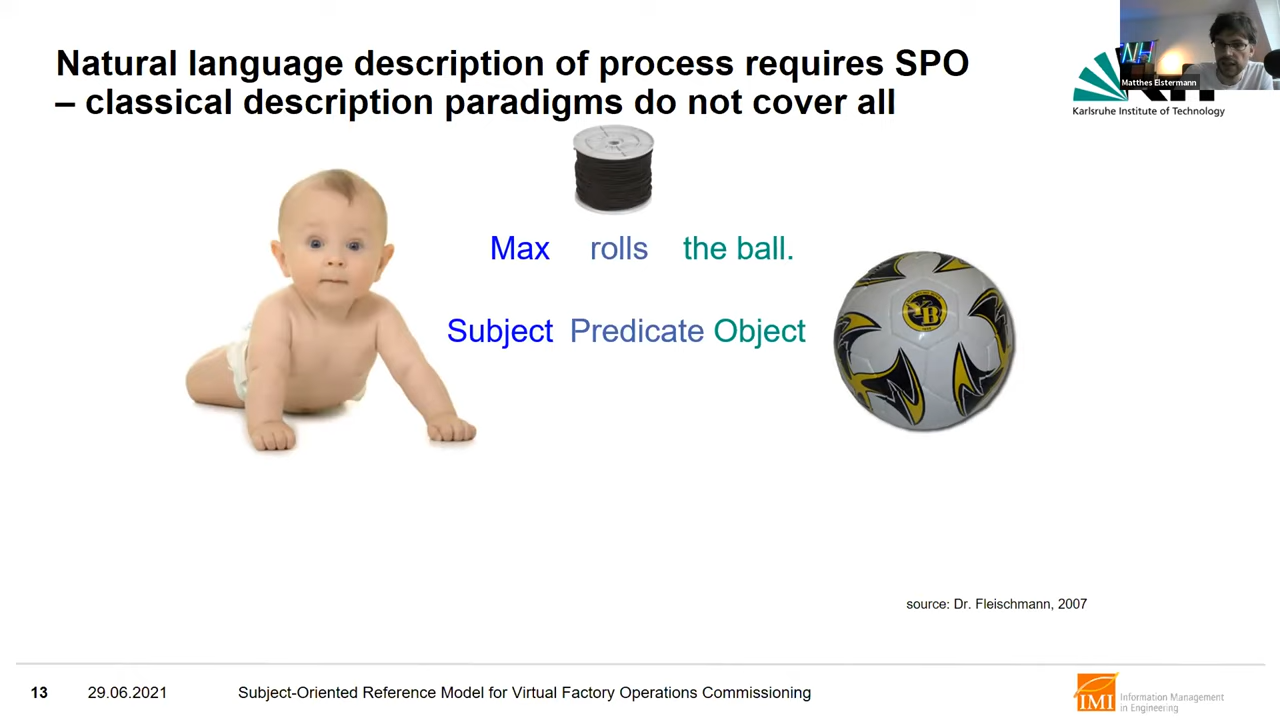 Natural language description of process requires SPO
– classical description paradigms do not cover all
Matthes Elstermann
Karlsruhe Institute of Technology
Max rolls the ball.
Subject Predicate Object
YB
source: Dr. Fleischmann, 2007
13 29.06.2021 Subject-Oriented Reference Model for Virtual Factory Operations Commissioning
IMI Information Management
in Engineering